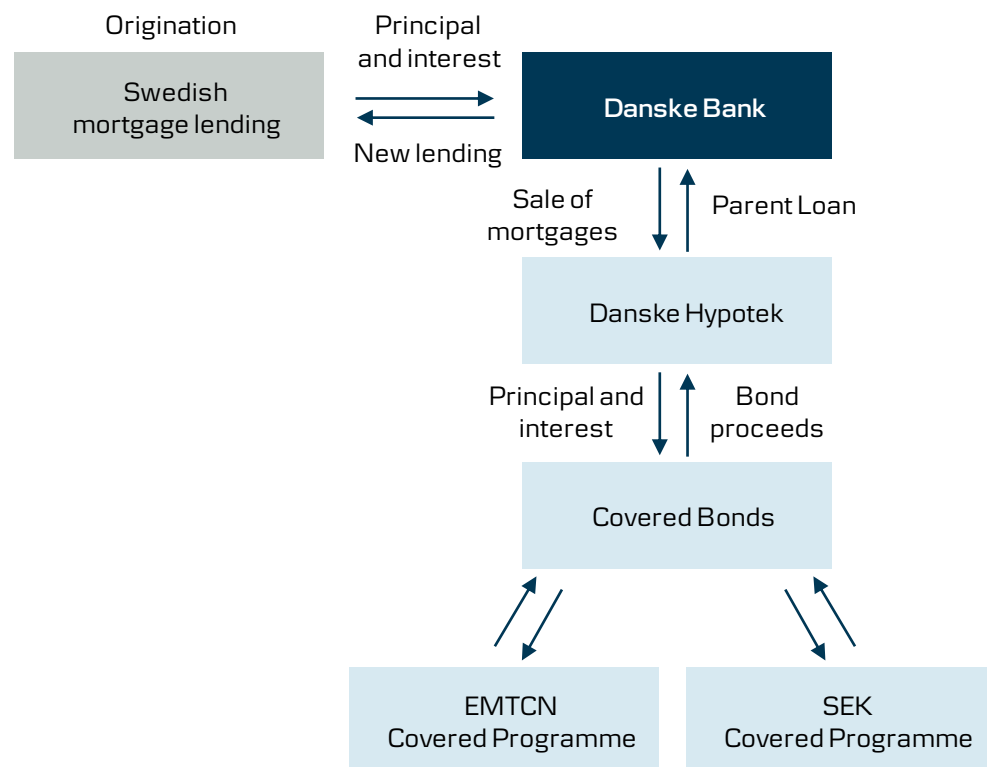 Origination
Principal
and interest
Swedish
mortgage lending
Danske Bank
New lending
Sale of
mortgages
Parent Loan
Danske Hypotek
Principal and
interest
Bond
proceeds
Covered Bonds
EMTCN
Covered Programme
SEK
Covered Programme